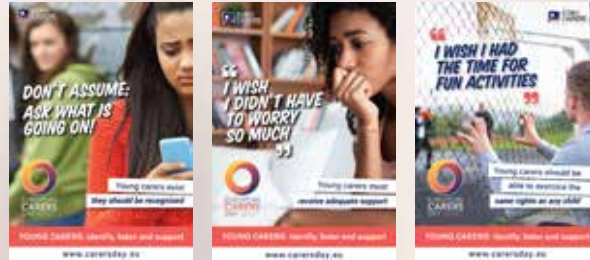 DON'T ASSUME:
ASK WHAT IS
GOING ON!
Young carers exist
they should be recognised
CARERS
YOUNG CARERS: identify, listen and support
www.carersday.eu
“
I WISH
I DIDN'T HAVE
TO WORRY
SO MUCH
”
Young carers must
receive adequate support
CARERS
YOUNG CARERS: identify, listen and support
www.carersday.eu
“
I WISH I HAD
THE TIME FOR
FUN ACTIVITIES
”
Young carers should be
able to exercise the
same rights as any child
CARERS
YOUNG CARERS: identify, listen and support
www.carersday.eu